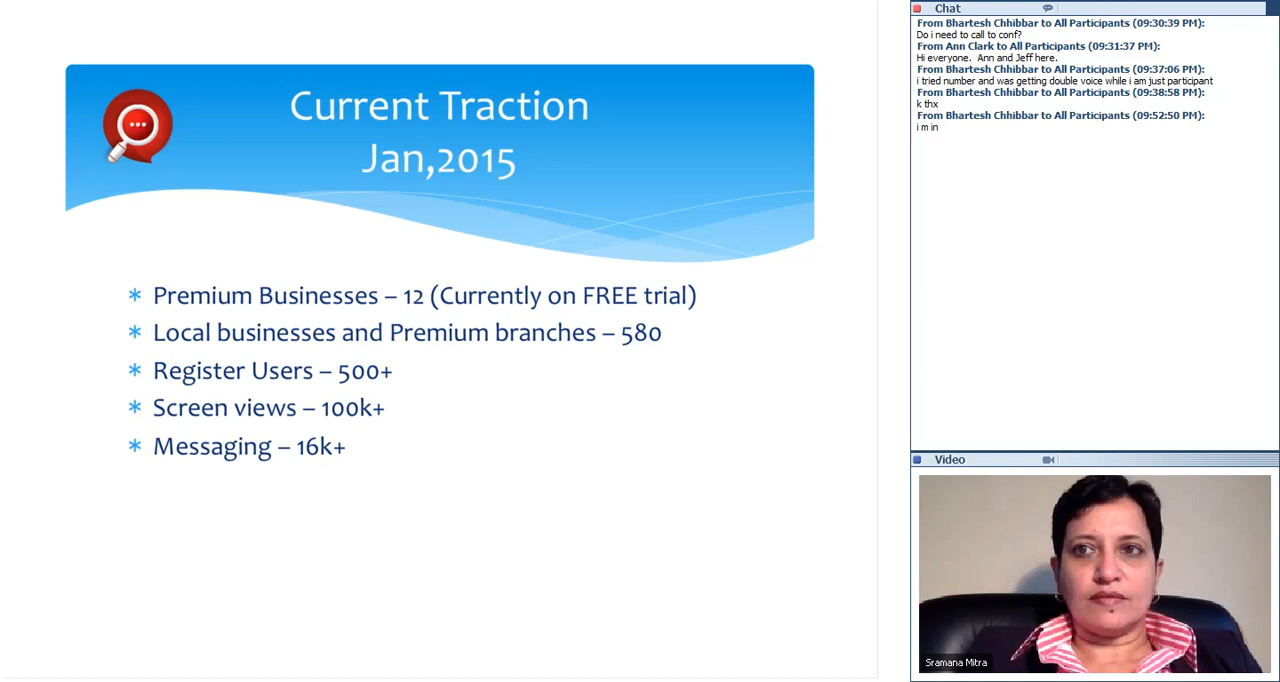 Current Traction
Jan,2015
* Premium Businesses – 12 (Currently on FREE trial)
* Local businesses and Premium branches – 580
* Register Users – 500+
* Screen views – 100k+
* Messaging – 16k+
Chat
From Bhartesh Chhibbar to All Participants (09:30:39 PM):
Do i need to call to conf?
From Ann Clark to All Participants (09:31:37 PM):
Hi everyone. Ann and Jeff here.
From Bhartesh Chhibbar to All Participants (09:37:06 PM):
i tried number and was getting double voice while i am just participant
From Bhartesh Chhibbar to All Participants (09:38:58 PM):
k thx
From Bhartesh Chhibbar to All Participants (09:52:50 PM):
i m in
Video
Sramana Mitra